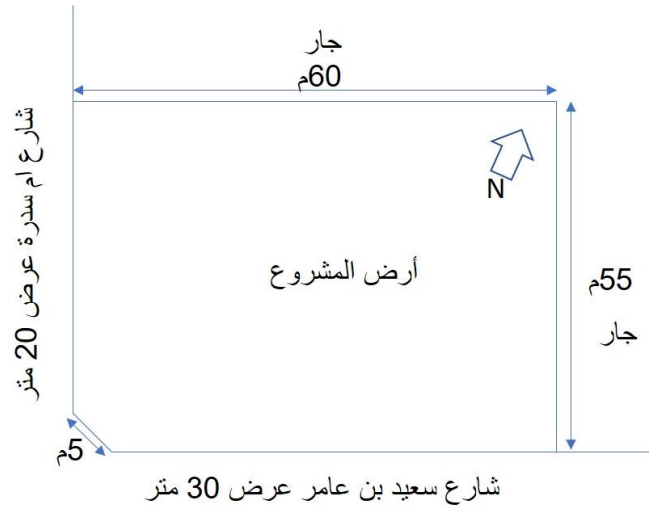 جار
60م
شارع ام سدرة عرض 20 متر
N
أرض المشروع
55م
جار
5م
شارع سعيد بن عامر عرض 30 متر